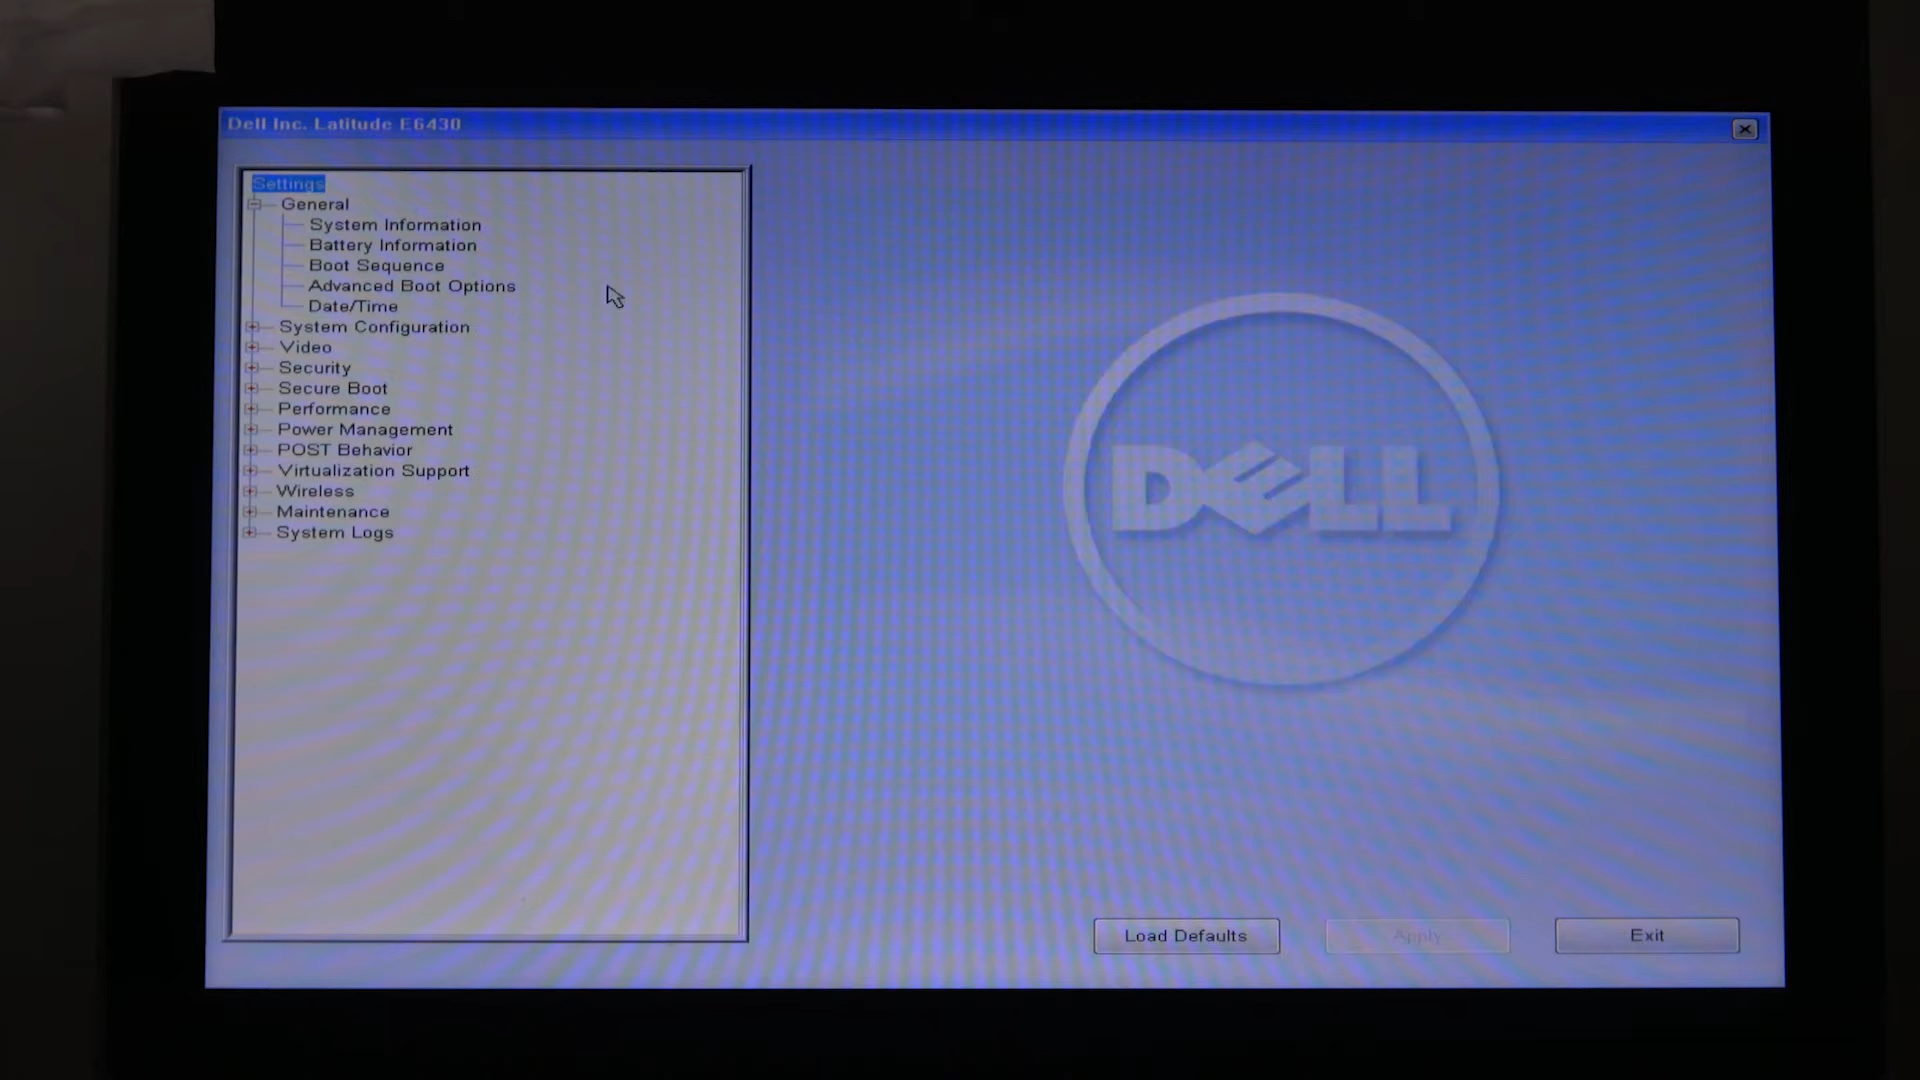 Dell Inc. Latitude E6430
Settings
General
System Information
Battery Information
Boot Sequence
Advanced Boot Options
Date/Time
System Configuration
Video
Security
Secure Boot
Performance
Power Management
POST Behavior
Virtualization Support
Wireless
Maintenance
System Logs
DELL
Load Defaults
Apply
Exit